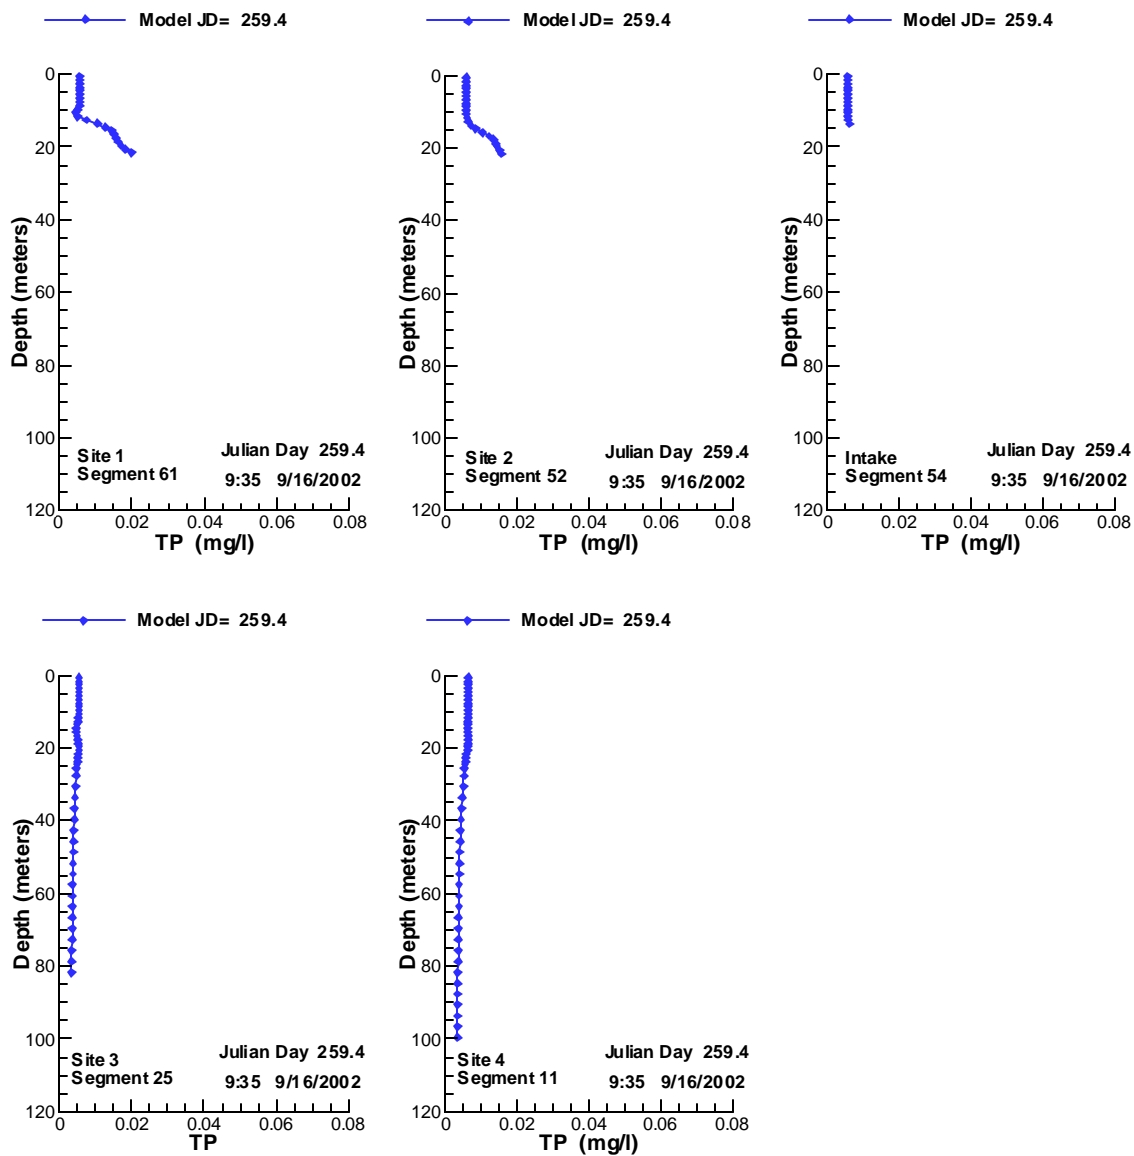 Model JD= 259.4
0
20
40
60
80
100
120
Depth (meters)
Site 1
Segment 61
Julian Day 259.4
9:35 9/16/2002
0 0.02 0.04 0.06 0.08
TP (mg/l)
Model JD= 259.4
0
20
40
60
80
100
120
Depth (meters)
Site 2
Segment 52
Julian Day 259.4
9:35 9/16/2002
0 0.02 0.04 0.06 0.08
TP (mg/l)
Model JD= 259.4
0
20
40
60
80
100
120
Depth (meters)
Intake
Segment 54
Julian Day 259.4
9:35 9/16/2002
0 0.02 0.04 0.06 0.08
TP (mg/l)
Model JD= 259.4
0
20
40
60
80
100
120
Depth (meters)
Site 3
Segment 25
Julian Day 259.4
9:35 9/16/2002
0 0.02 0.04 0.06 0.08
TP
Model JD= 259.4
0
20
40
60
80
100
120
Depth (meters)
Site 4
Segment 11
Julian Day 259.4
9:35 9/16/2002
0 0.02 0.04 0.06 0.08
TP (mg/l)